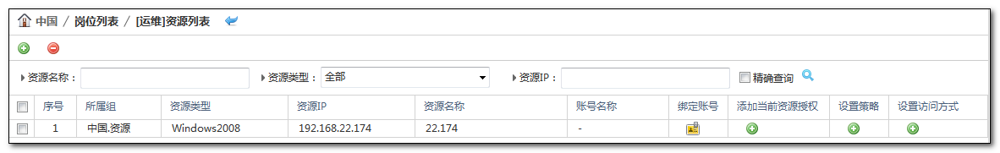 中国 / 岗位列表 / [运维]资源列表
资源名称： 资源类型： 全部 资源IP： 精确查询
序号 所属组 资源类型 资源IP 资源名称 账号名称 绑定账号 添加当前资源授权 设置策略 设置访问方式
1 中国.资源 Windows2008 192.168.22.174 22.174 -